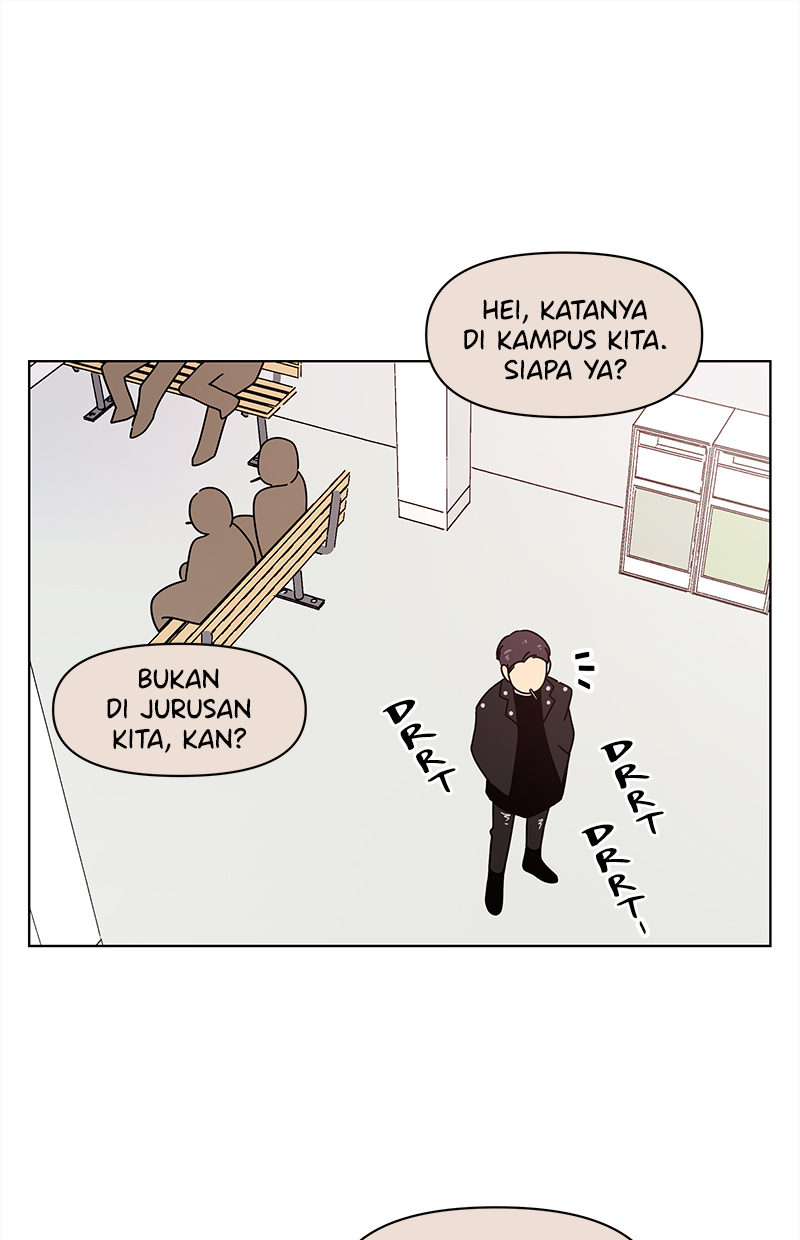 HEI, KATANYA
DI KAMPUS KITA.
SIAPA YA?
BUKAN
DI JURUSAN
KITA, KAN?
DRRT
DRRT
DRRT